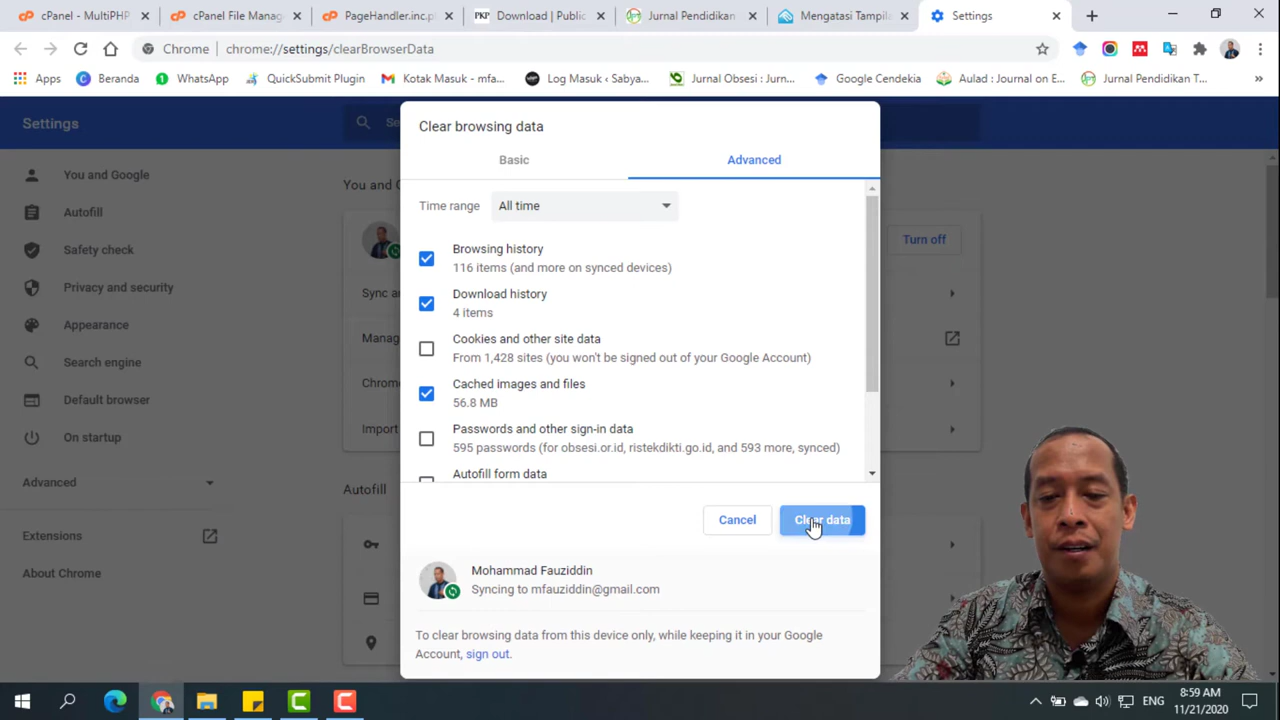 cPanel - MultiPHP
cPanel File Manag
PageHandler.inc.p
PKP Download | Public
Jurnal Pendidikan
Mengatasi Tampila
Settings
Chrome chrome://settings/clearBrowserData
Apps
Beranda
WhatsApp
QuickSubmit Plugin
Kotak Masuk - mfa...
Log Masuk ‹ Sabya...
Jurnal Obsesi : Jurn...
Google Cendekia
Aulad : Journal on E...
Jurnal Pendidikan T...
Settings
Se
You and Google
Autofill
Safety check
Privacy and security
Appearance
Search engine
Default browser
On startup
Advanced
Extensions
About Chrome
You and G
Turn off
Sync an
Manag
Chrome
Import
Autofill
Clear browsing data
Basic
Advanced
Time range All time
Browsing history
116 items (and more on synced devices)
Download history
4 items
Cookies and other site data
From 1,428 sites (you won't be signed out of your Google Account)
Cached images and files
56.8 MB
Passwords and other sign-in data
595 passwords (for obsesi.or.id, ristekdikti.go.id, and 593 more, synced)
Autofill form data
Cancel
Clear data
Mohammad Fauziddin
Syncing to mfauziddin@gmail.com
To clear browsing data from this device only, while keeping it in your Google
Account, sign out.
ENG
8:59 AM
11/21/2020